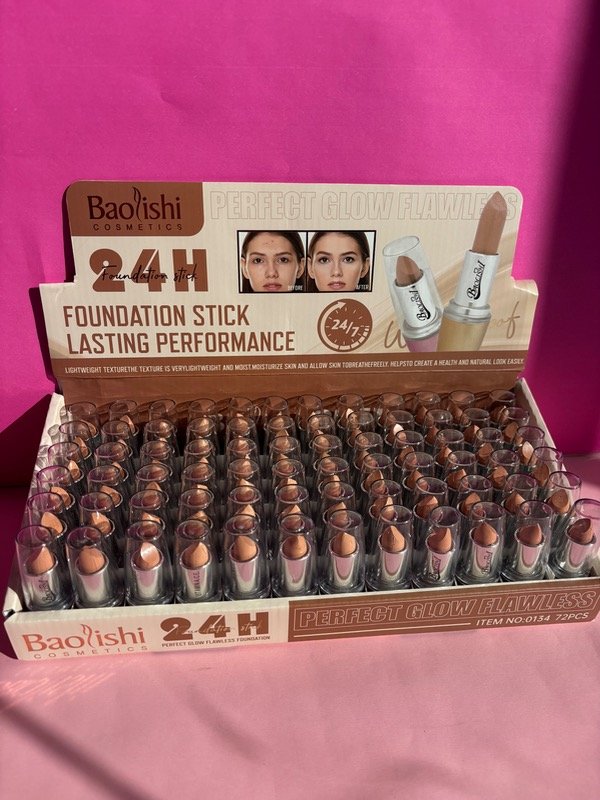 Baolishi
COSMETICS
PERFECT GLOW FLAWLESS
24H
Foundation stick
BEFORE
AFTER
FOUNDATION STICK
LASTING PERFORMANCE
24/7
LIGHTWEIGHT TEXTURETHE TEXTURE IS VERYLIGHTWEIGHT AND MOIST,MOISTURIZE SKIN AND ALLOW SKIN TOBREATHEFREELY. HELPSTO CREATE A HEALTH AND NATURAL LOOK EASILY.
Baolishi
COSMETICS
24H
Foundation stick
PERFECT GLOW FLAWLESS FOUNDATION
PERFECT GLOW FLAWLESS
ITEM NO:0134 72PCS